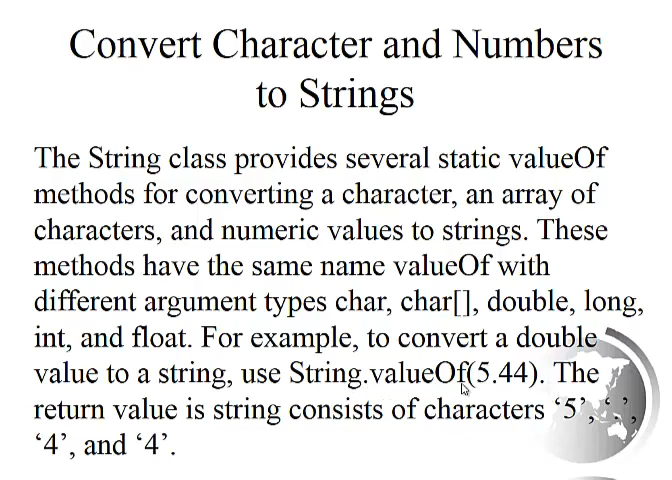 Convert Character and Numbers
to Strings
The String class provides several static valueOf
methods for converting a character, an array of
characters, and numeric values to strings. These
methods have the same name valueOf with
different argument types char, char[], double, long,
int, and float. For example, to convert a double
value to a string, use String.valueOf(5.44). The
return value is string consists of characters ‘5’, ‘ ’,
‘4’, and ‘4’.